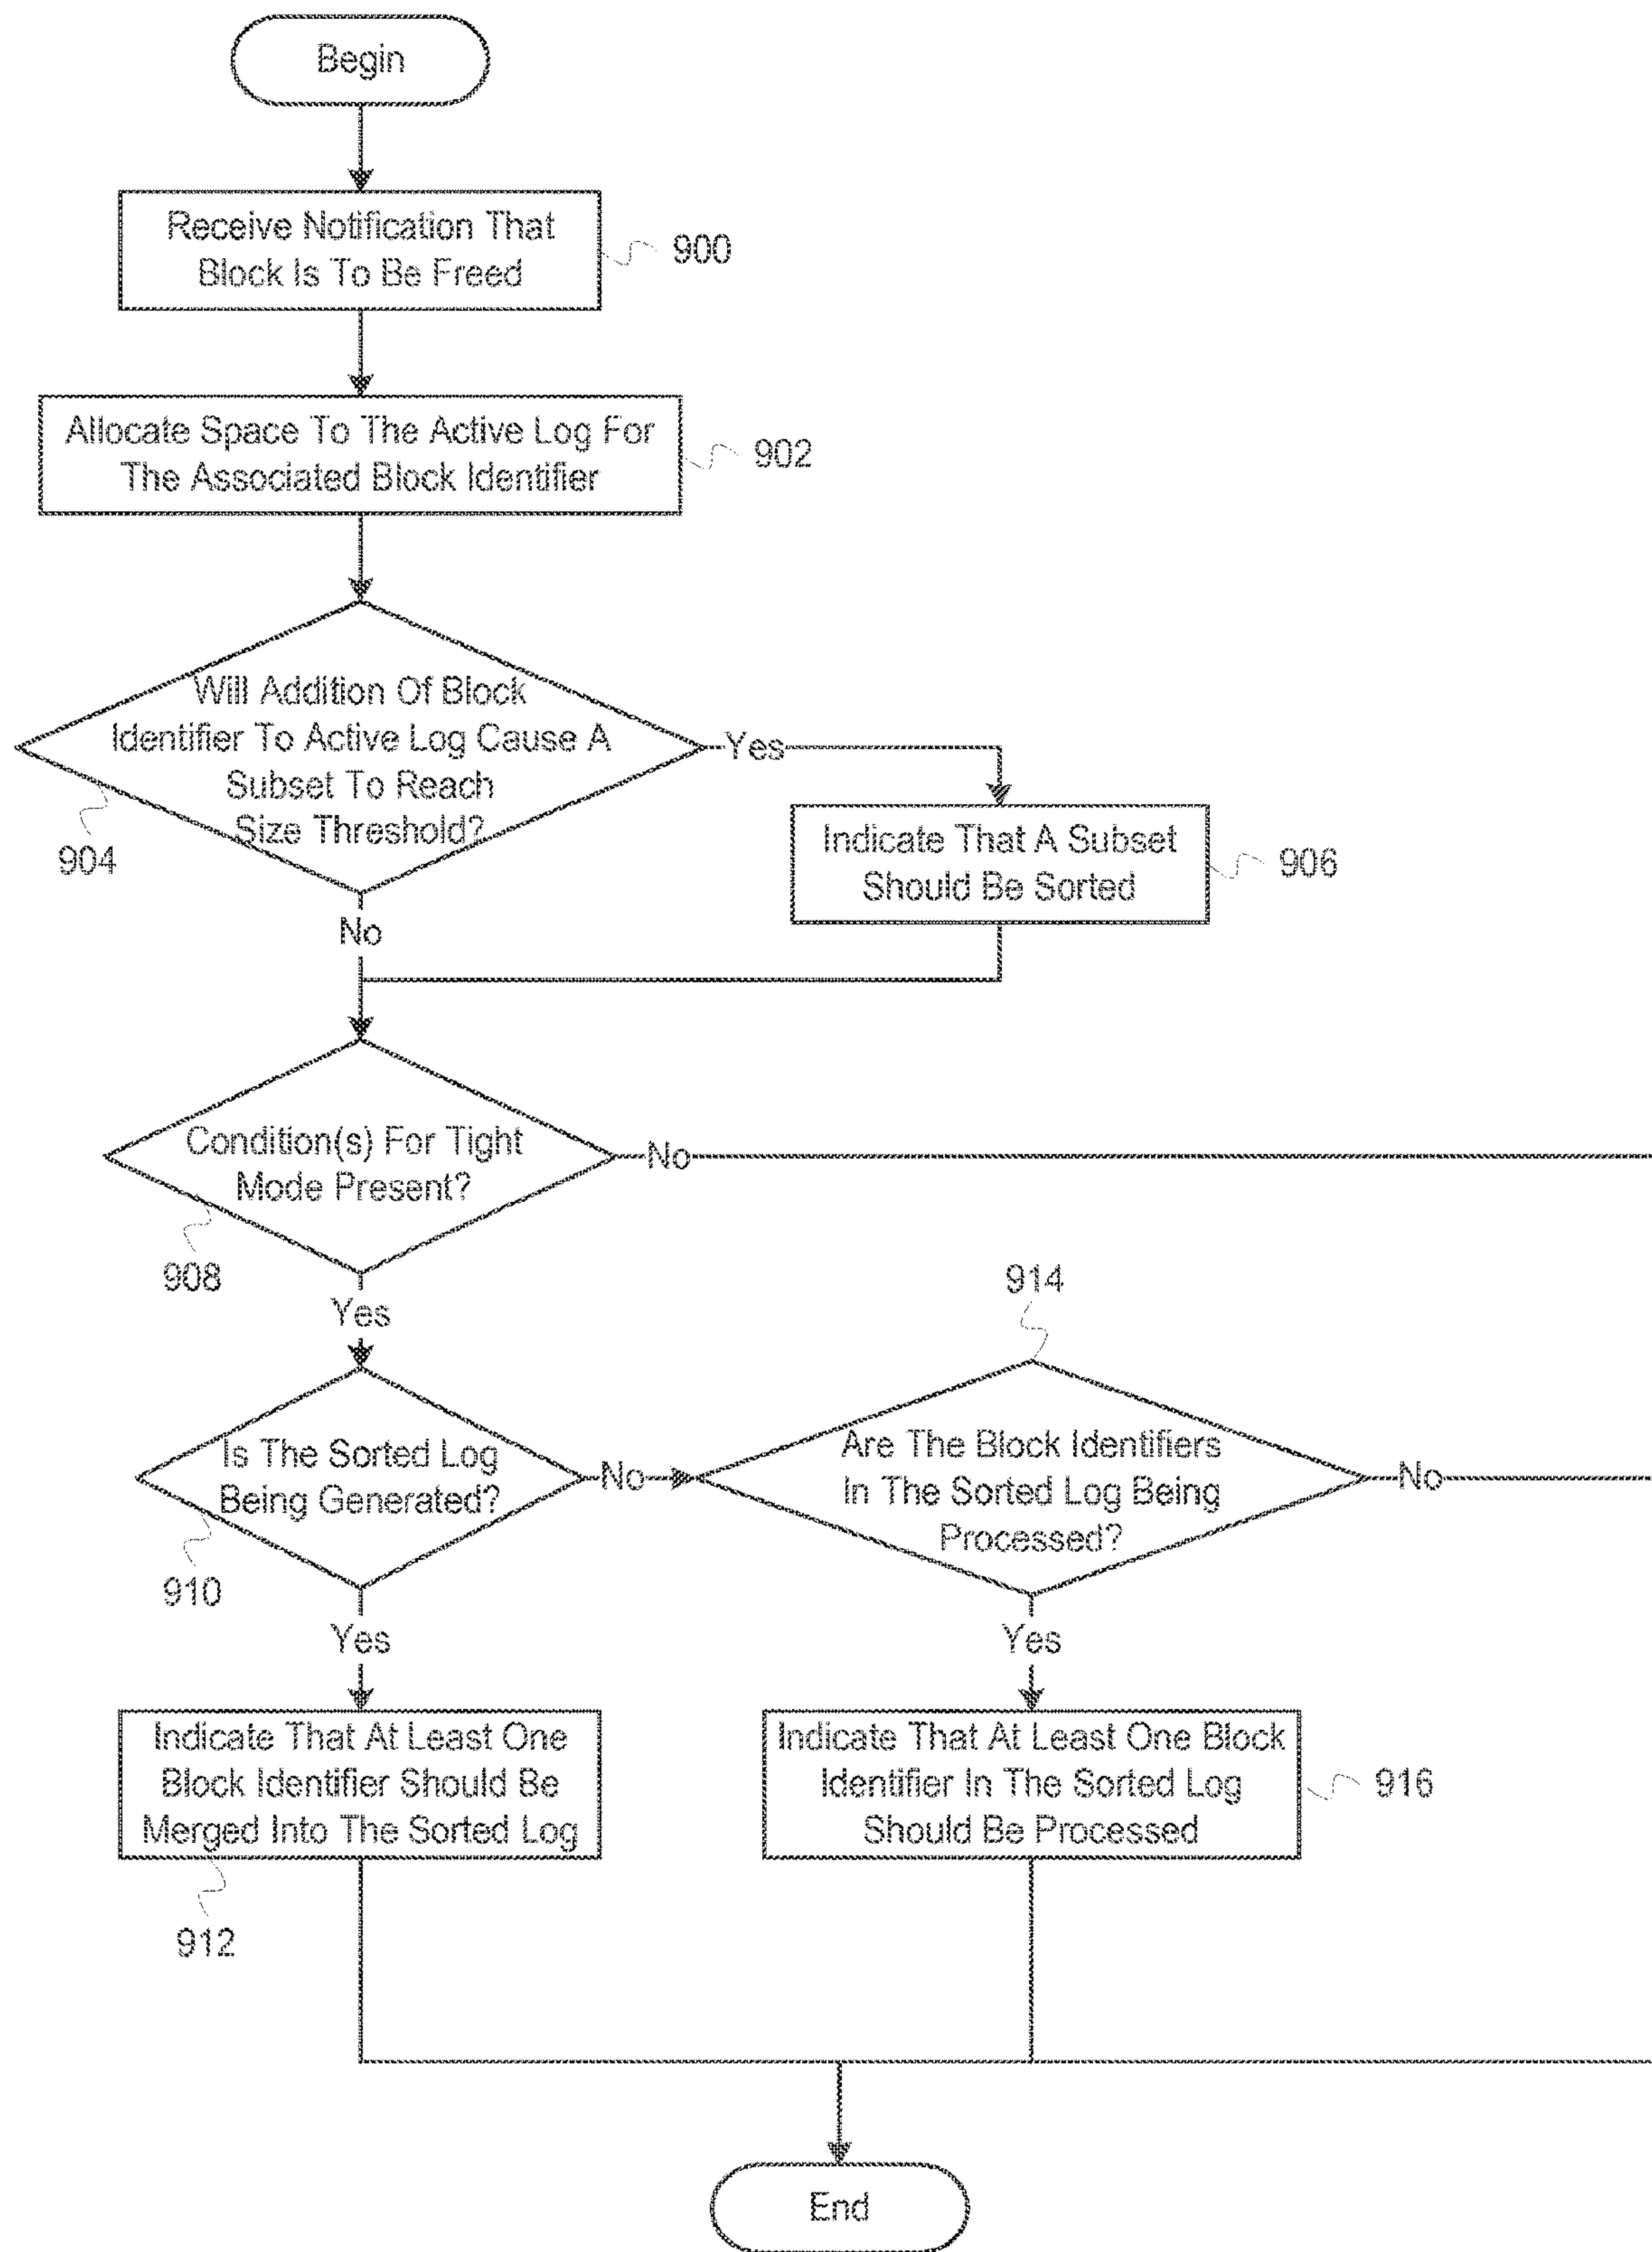 Begin
Receive Notification That
Block Is To Be Freed
900
Allocate Space To The Active Log For
The Associated Block Identifier
902
Will Addition Of Block
Identifier To Active Log Cause A
Subset To Reach
Size Threshold?
904
Yes
Indicate That A Subset
Should Be Sorted
906
No
Condition(s) For Tight
Mode Present?
908
No
Yes
914
Is The Sorted Log
Being Generated?
910
No
Are The Block Identifiers
In The Sorted Log Being
Processed?
No
Yes
Yes
Indicate That At Least One
Block Identifier Should Be
Merged Into The Sorted Log
912
Indicate That At Least One Block
Identifier In The Sorted Log
Should Be Processed
916
End